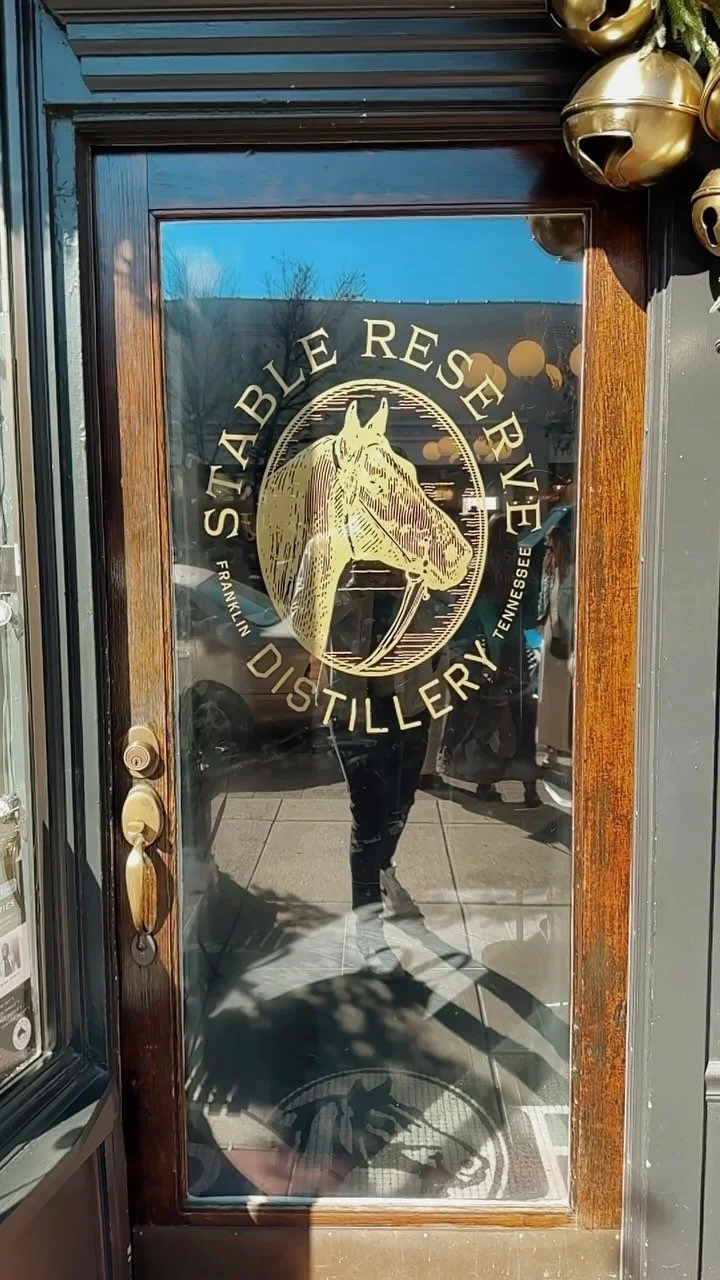 STABLE RESERVE
FRANKLIN
TENNESSEE
DISTILLERY